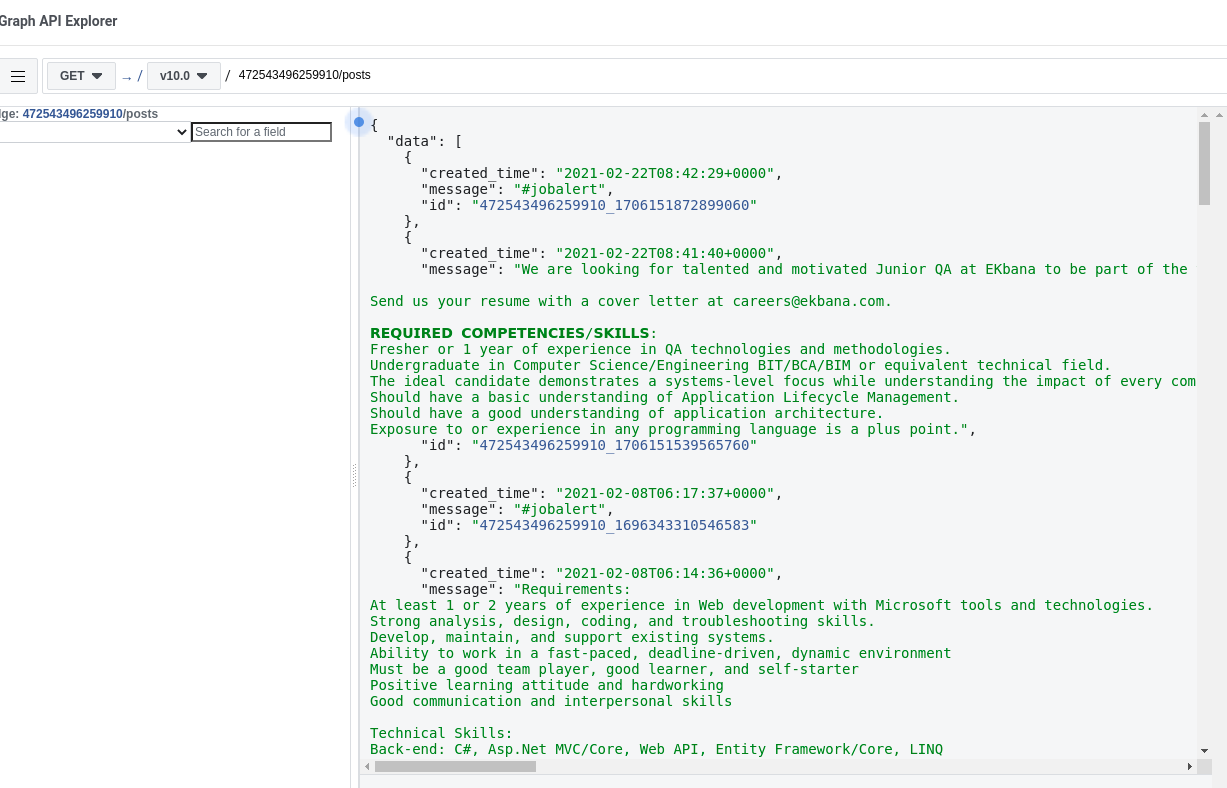 Graph API Explorer
GET → / v10.0 / 472543496259910/posts
ge: 472543496259910/posts
Search for a field
{
"data": [
{
"created_time": "2021-02-22T08:42:29+0000",
"message": "#jobalert",
"id": "472543496259910_1706151872899060"
},
{
"created_time": "2021-02-22T08:41:40+0000",
"message": "We are looking for talented and motivated Junior QA at EKbana to be part of the
Send us your resume with a cover letter at careers@ekbana.com.
REQUIRED COMPETENCIES/SKILLS:
Fresher or 1 year of experience in QA technologies and methodologies.
Undergraduate in Computer Science/Engineering BIT/BCA/BIM or equivalent technical field.
The ideal candidate demonstrates a systems-level focus while understanding the impact of every com
Should have a basic understanding of Application Lifecycle Management.
Should have a good understanding of application architecture.
Exposure to or experience in any programming language is a plus point.",
"id": "472543496259910_1706151539565760"
},
{
"created_time": "2021-02-08T06:17:37+0000",
"message": "#jobalert",
"id": "472543496259910_1696343310546583"
},
{
"created_time": "2021-02-08T06:14:36+0000",
"message": "Requirements:
At least 1 or 2 years of experience in Web development with Microsoft tools and technologies.
Strong analysis, design, coding, and troubleshooting skills.
Develop, maintain, and support existing systems.
Ability to work in a fast-paced, deadline-driven, dynamic environment
Must be a good team player, good learner, and self-starter
Positive learning attitude and hardworking
Good communication and interpersonal skills
Technical Skills:
Back-end: C#, Asp.Net MVC/Core, Web API, Entity Framework/Core, LINQ